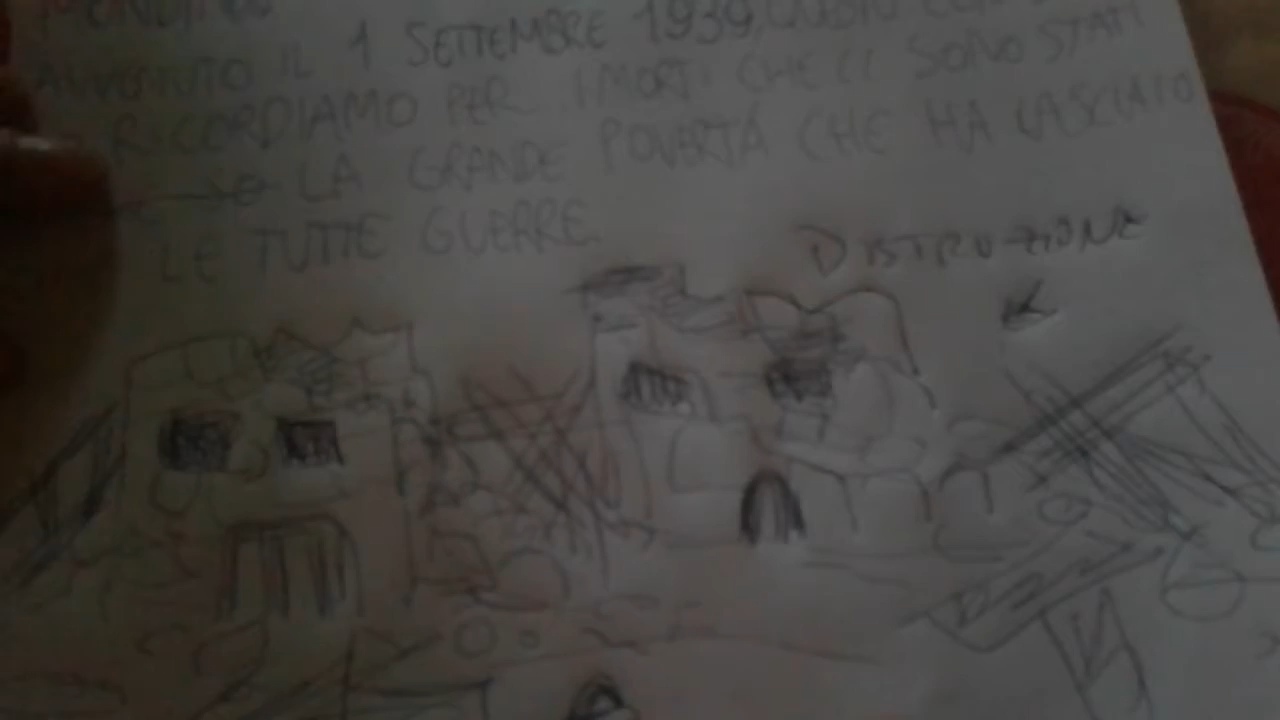 AVVENUTO IL 1 SETTEMBRE 1939
RICORDIAMO PER I MORTI CHE CI SONO STATI
LA GRANDE POVERTÀ CHE HA LASCIATO
LE TUTTE GUERRE.
DISTRUZIONE